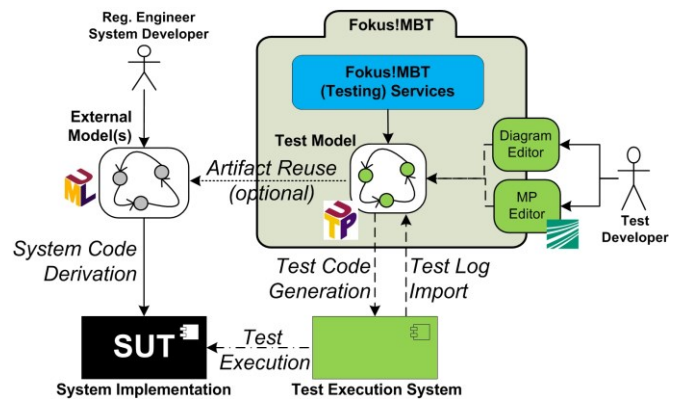 Reg. Engineer
System Developer
Fokus!MBT
Fokus!MBT
(Testing) Services
External
Model(s)
Test Model
Diagram
Editor
Artifact Reuse
(optional)
MP
Editor
UML
UTP
Test
Developer
System Code
Derivation
Test Code
Generation
Test Log
Import
SUT
Test
Execution
System Implementation
Test Execution System